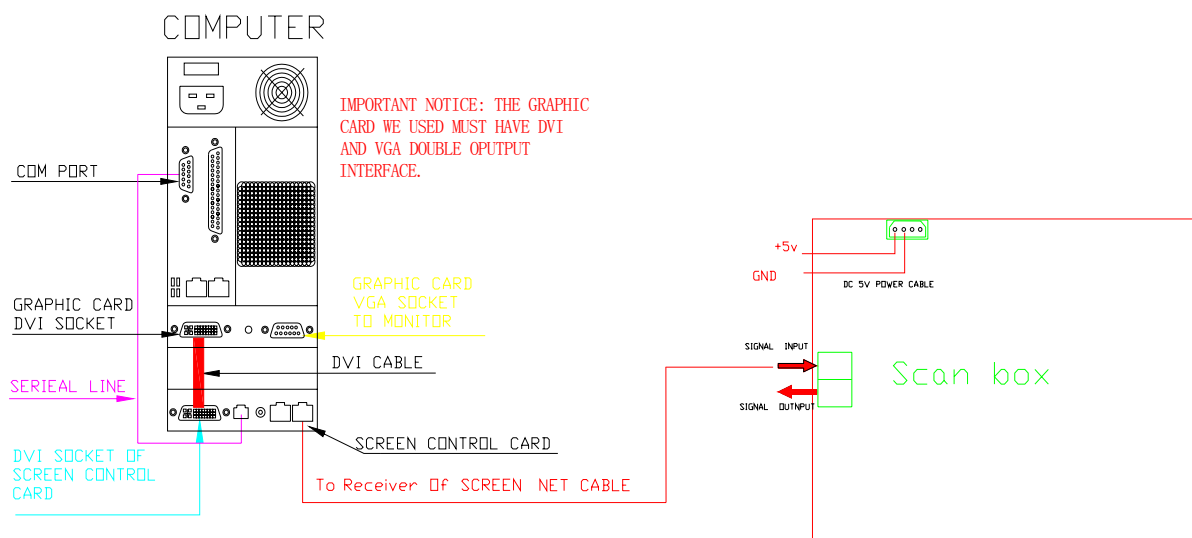 COMPUTER
IMPORTANT NOTICE: THE GRAPHIC
CARD WE USED MUST HAVE DVI
AND VGA DOUBLE OPUTPUT
INTERFACE.
COM PORT
GRAPHIC CARD
DVI SOCKET
GRAPHIC CARD
VGA SOCKET
TO MONITOR
DVI CABLE
SERIEAL LINE
SCREEN CONTROL CARD
DVI SOCKET OF
SCREEN CONTROL
CARD
To Receiver Of SCREEN NET CABLE
+5v
GND
DC 5V POWER CABLE
SIGNAL INPUT
SIGNAL OUTNPUT
Scan box